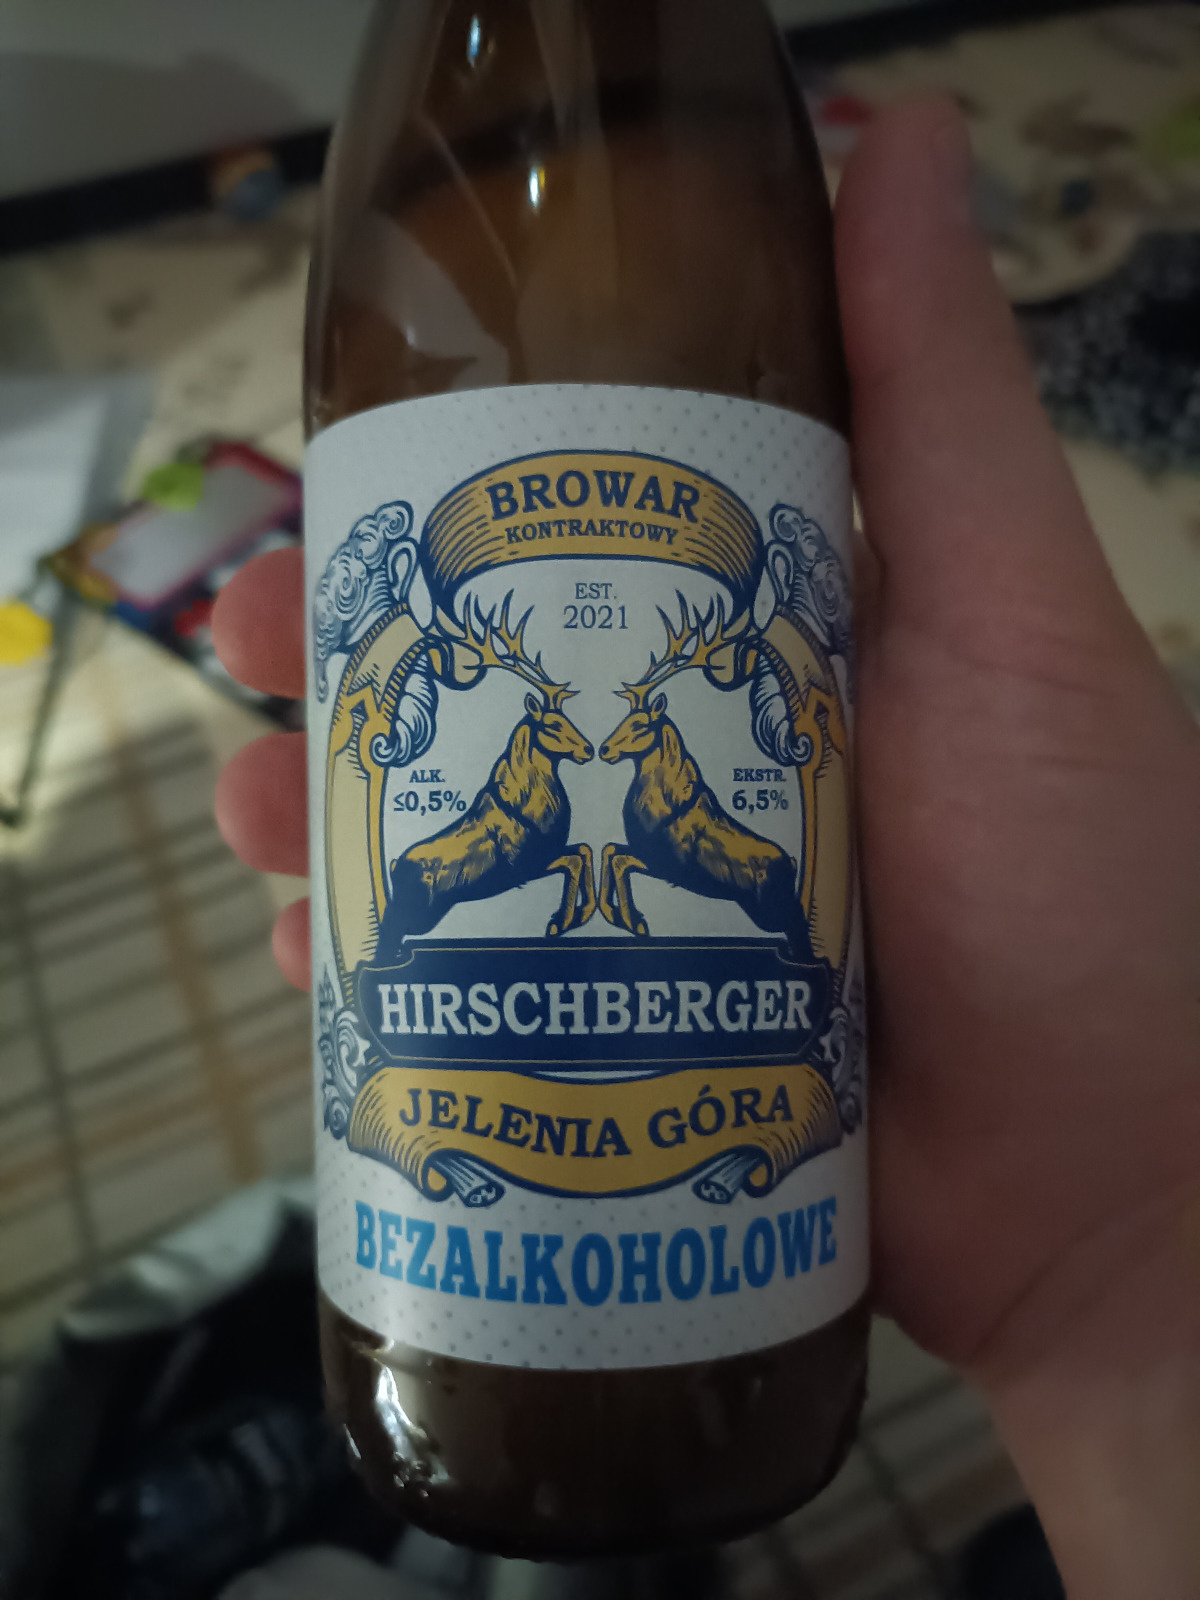 BROWAR
KONTRAKTOWY
EST.
2021
ALK.
≤0,5%
EKSTR.
6,5%
HIRSCHBERGER
JELENIA GÓRA
BEZALKOHOLOWE